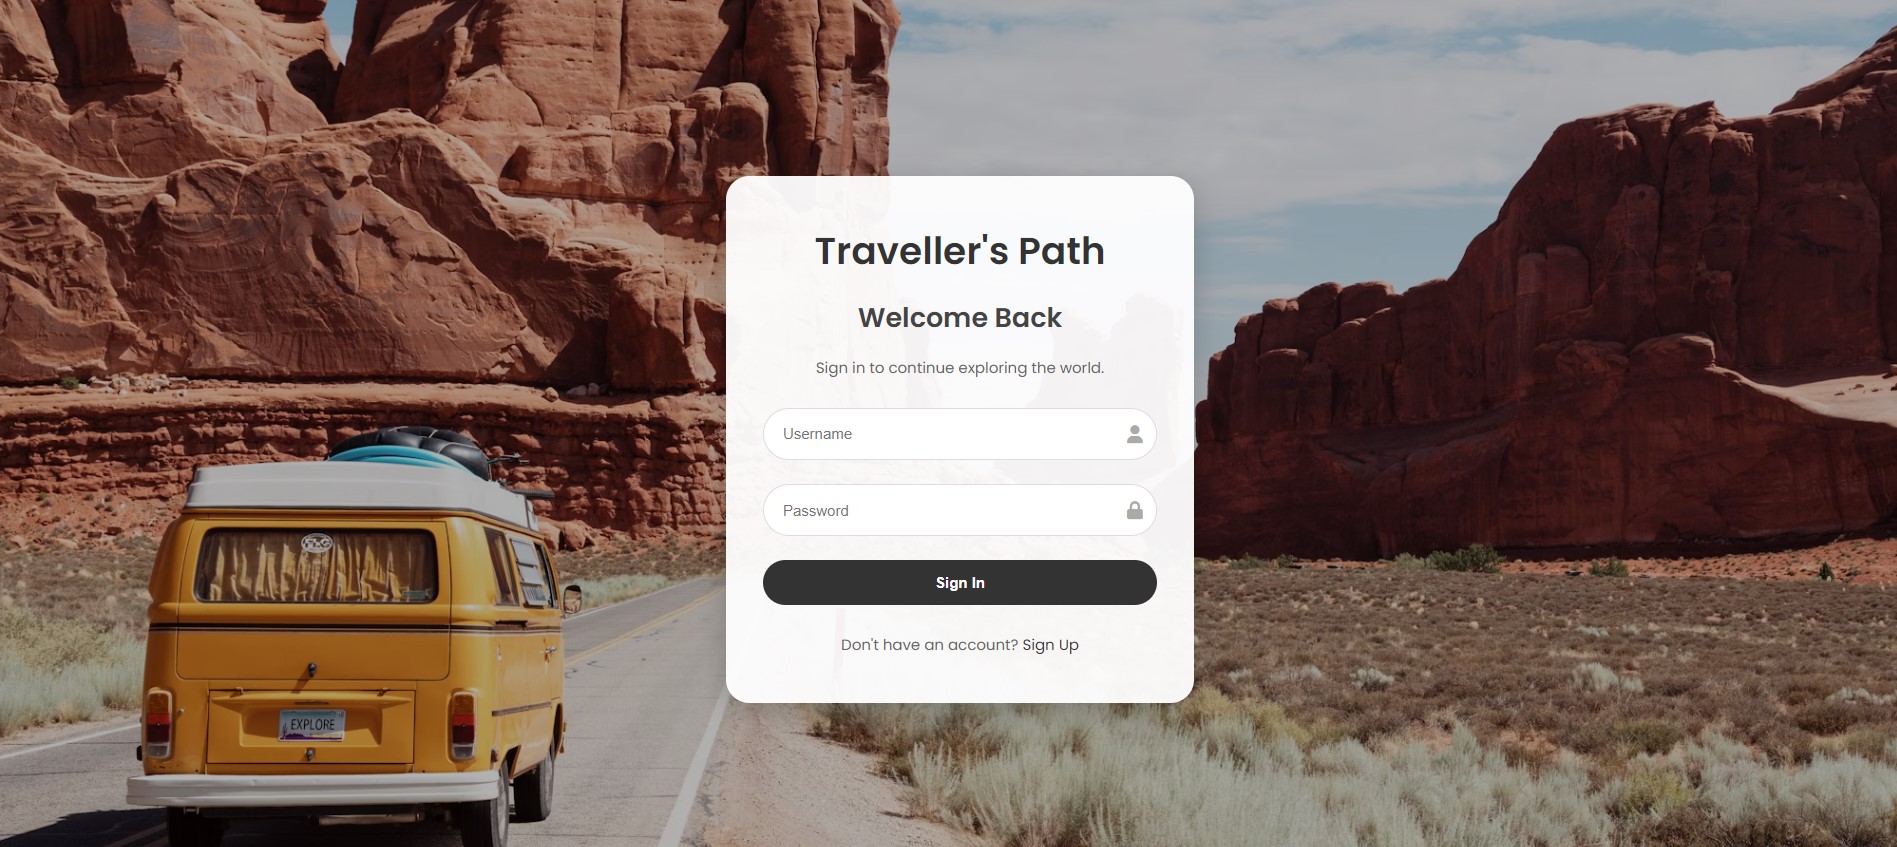 Traveller's Path
Welcome Back
Sign in to continue exploring the world.
Username
Password
Sign In
Don't have an account? Sign Up
EXPLORE